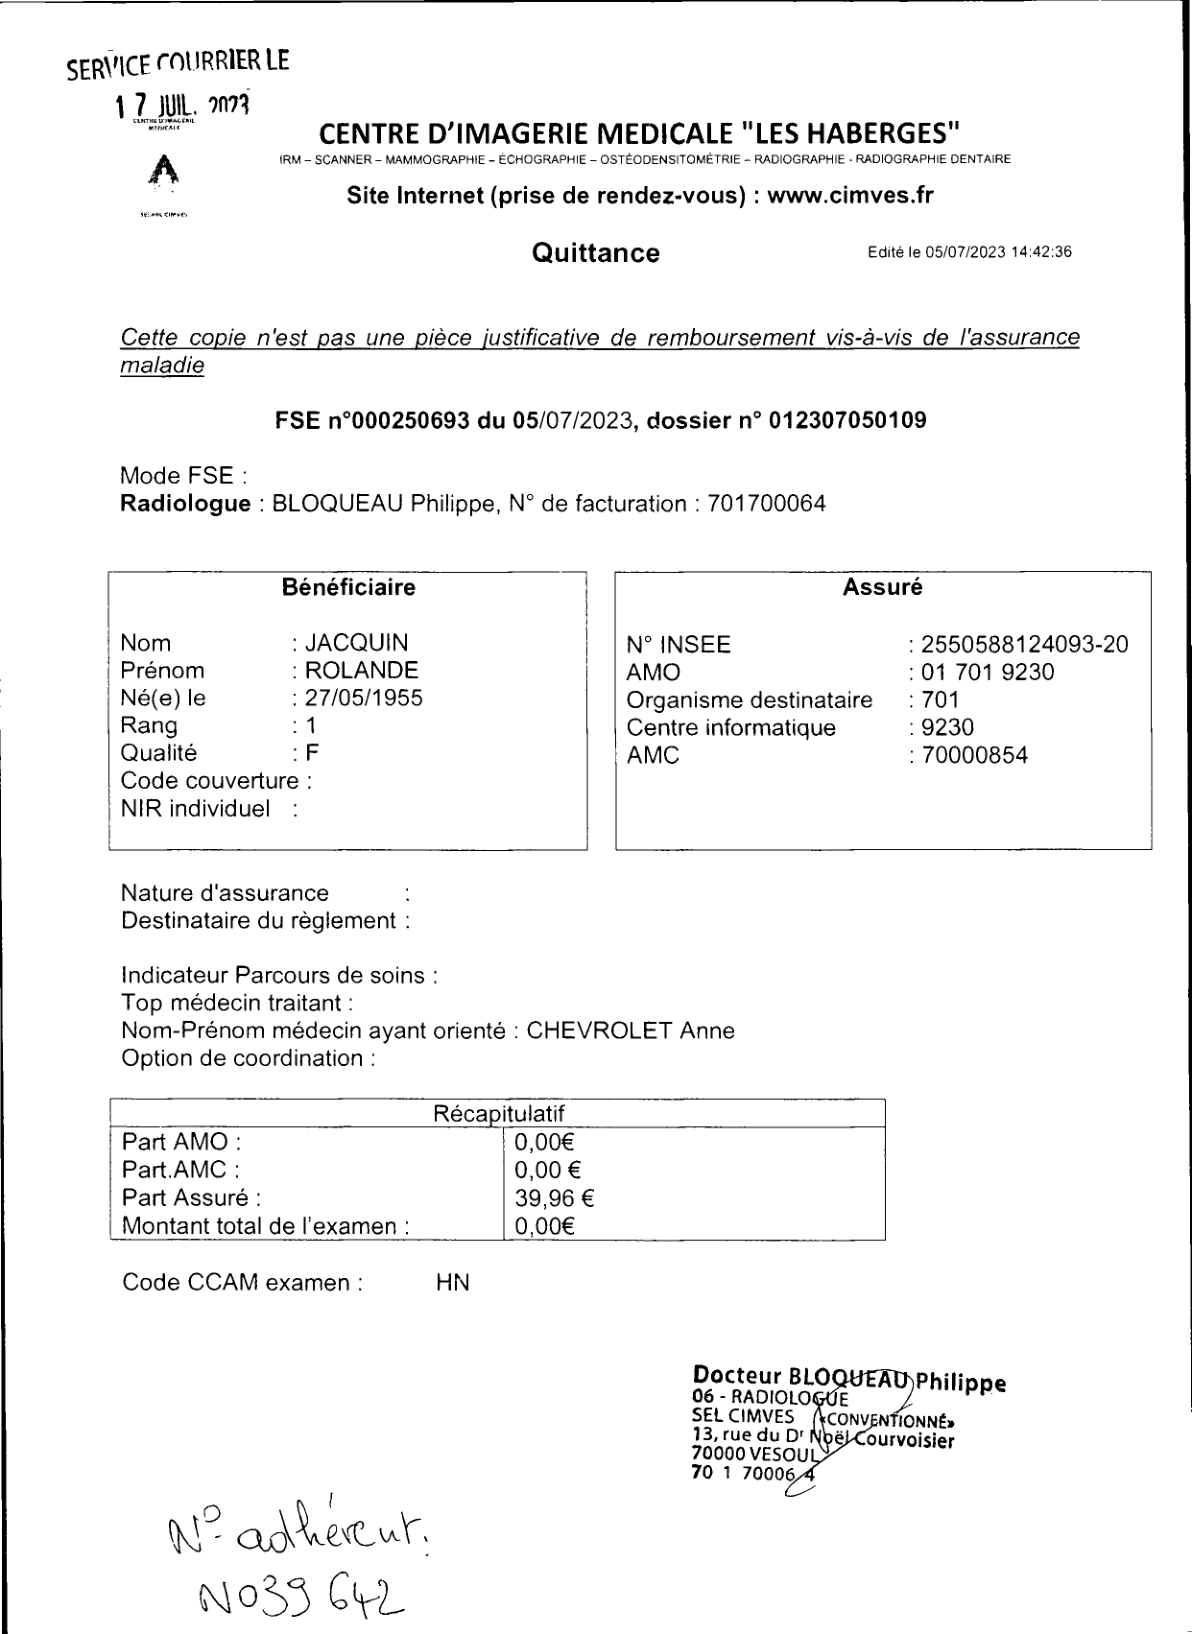 SERVICE COURRIER LE
17 JUIL. 2023
CENTRE D'IMAGERIE
MEDICALE
SELARL CIMVES
CENTRE D'IMAGERIE MEDICALE "LES HABERGES"
IRM – SCANNER – MAMMOGRAPHIE – ÉCHOGRAPHIE – OSTÉODENSITOMÉTRIE – RADIOGRAPHIE - RADIOGRAPHIE DENTAIRE
Site Internet (prise de rendez-vous) : www.cimves.fr
Quittance
Edité le 05/07/2023 14:42:36
Cette copie n'est pas une pièce justificative de remboursement vis-à-vis de l'assurance
maladie
FSE n°000250693 du 05/07/2023, dossier n° 012307050109
Mode FSE :
Radiologue : BLOQUEAU Philippe, N° de facturation : 701700064
Bénéficiaire
Nom : JACQUIN
Prénom : ROLANDE
Né(e) le : 27/05/1955
Rang : 1
Qualité : F
Code couverture :
NIR individuel :
Assuré
N° INSEE : 2550588124093-20
AMO : 01 701 9230
Organisme destinataire : 701
Centre informatique : 9230
AMC : 70000854
Nature d'assurance :
Destinataire du règlement :
Indicateur Parcours de soins :
Top médecin traitant :
Nom-Prénom médecin ayant orienté : CHEVROLET Anne
Option de coordination :
Récapitulatif
Part AMO : 0,00€
Part.AMC : 0,00 €
Part Assuré : 39,96 €
Montant total de l'examen : 0,00€
Code CCAM examen : HN
Docteur BLOQUEAU Philippe
06 - RADIOLOGUE
SEL CIMVES «CONVENTIONNÉ»
13, rue du Dr Noël Courvoisier
70000 VESOUL
70 1 70006 4
N° adhérent.
N039 642